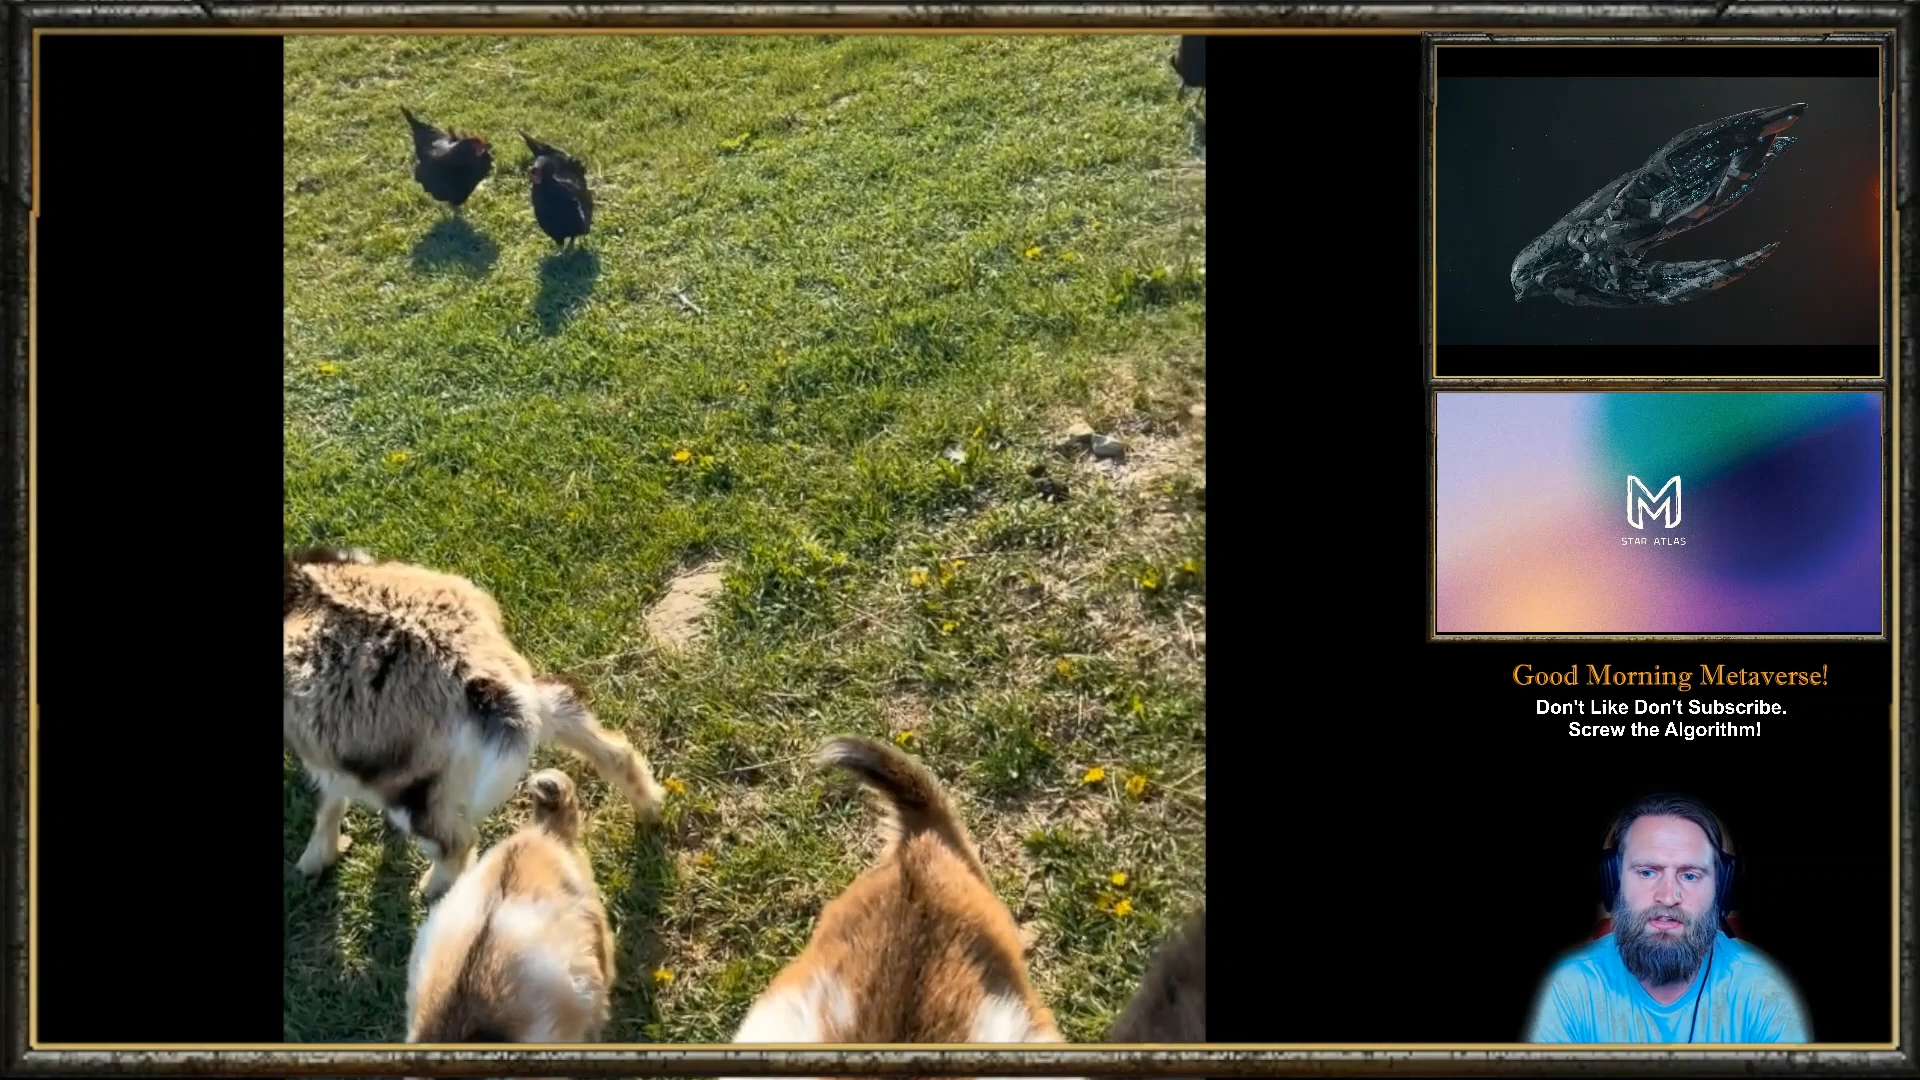 STAR ATLAS
Good Morning Metaverse!
Don't Like Don't Subscribe.
Screw the Algorithm!